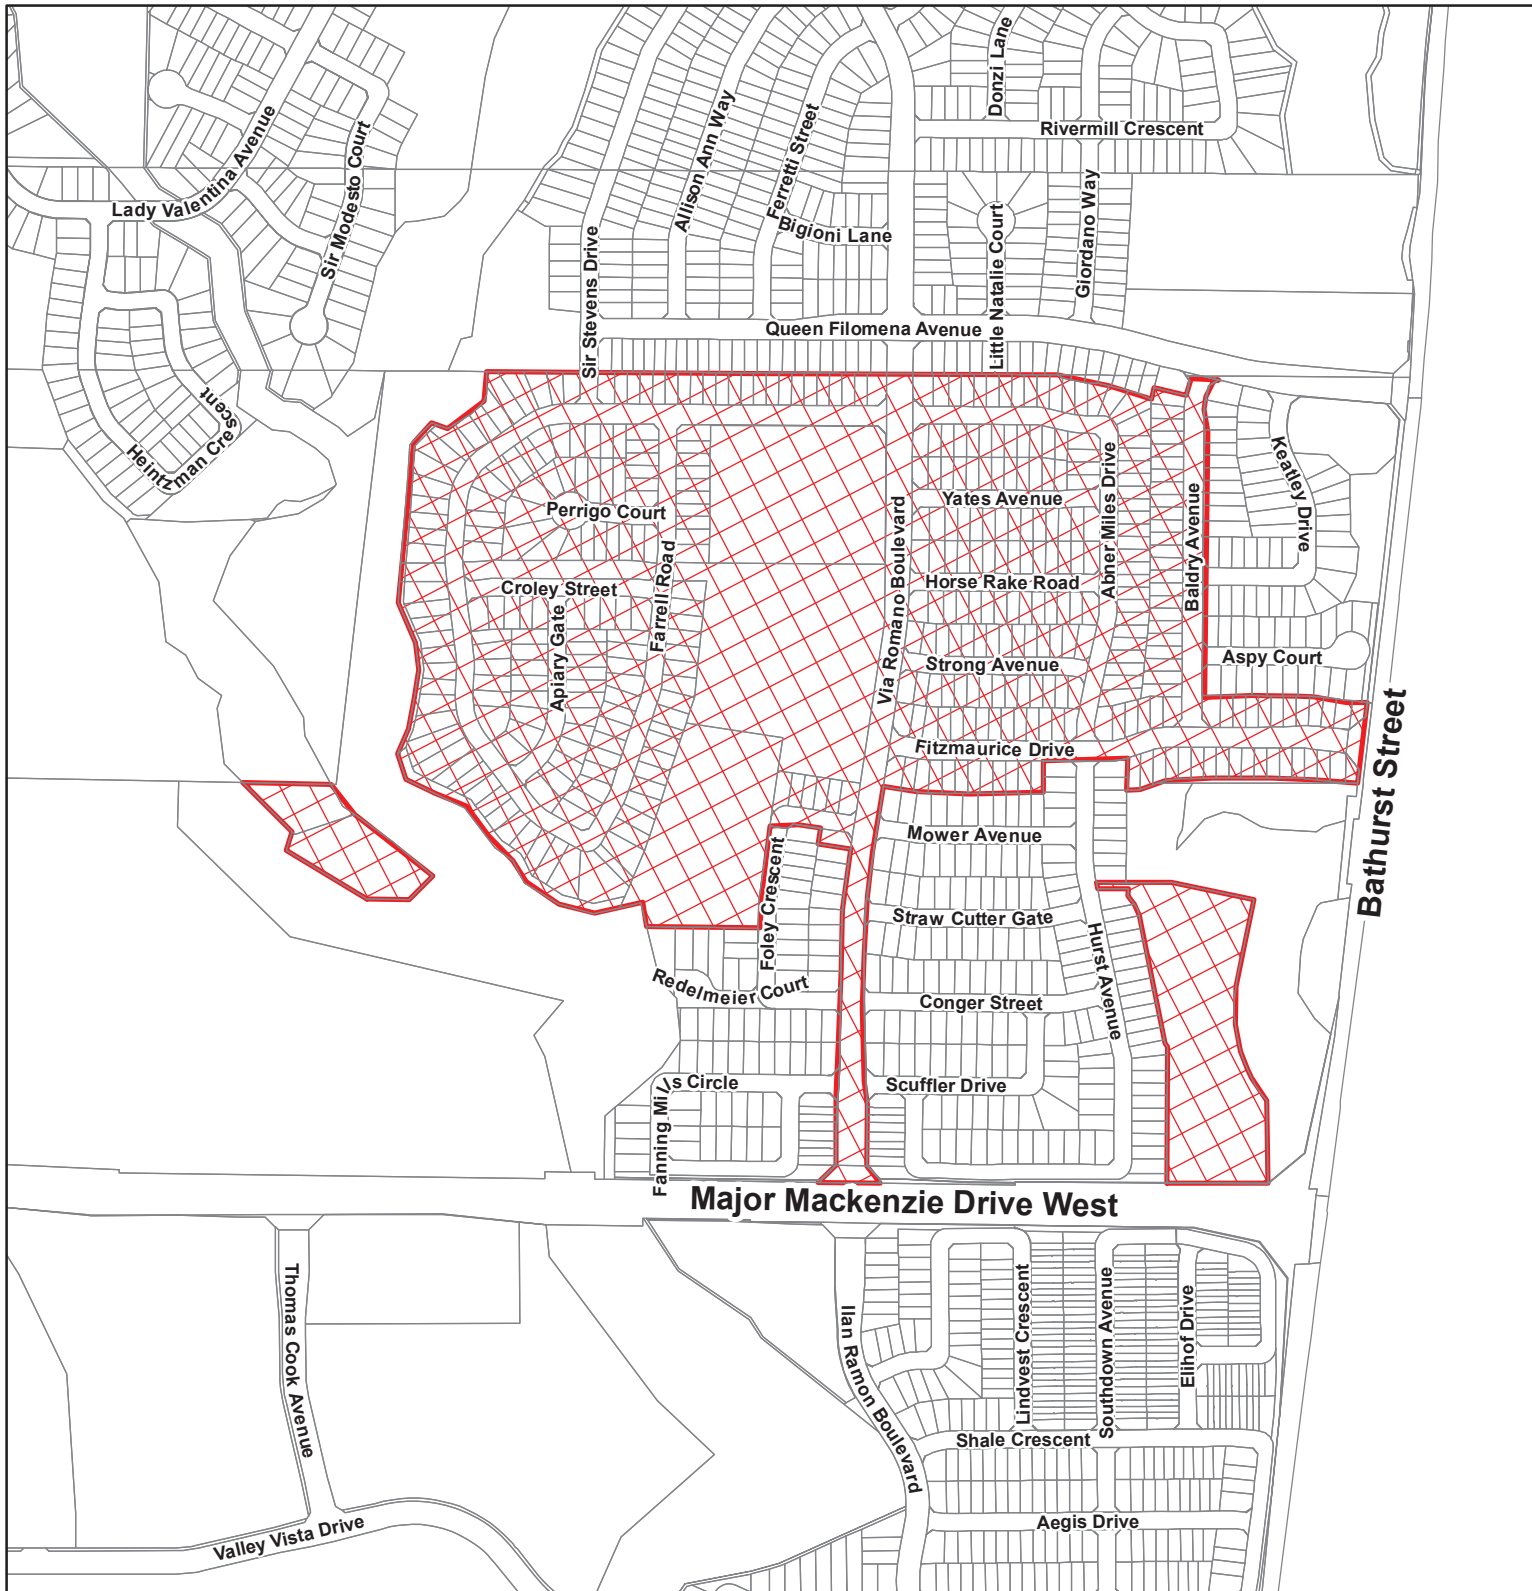 Donzi Lane
Rivermill Crescent
Lady Valentina Avenue
Sir Modesto Court
Allison Ann Way
Ferretti Street
Bigioni Lane
Sir Stevens Drive
Little Natalie Court
Giordano Way
Queen Filomena Avenue
Heintzman Crescent
Keatley Drive
Perrigo Court
Yates Avenue
Abner Miles Drive
Baldry Avenue
Via Romano Boulevard
Croley Street
Farrell Road
Horse Rake Road
Apiary Gate
Strong Avenue
Aspy Court
Fitzmaurice Drive
Bathurst Street
Mower Avenue
Foley Crescent
Straw Cutter Gate
Hurst Avenue
Redelmeier Court
Conger Street
Fanning Mills Circle
Scuffler Drive
Major Mackenzie Drive West
Thomas Cook Avenue
Ilan Ramon Boulevard
Lindvest Crescent
Southdown Avenue
Elihof Drive
Shale Crescent
Valley Vista Drive
Aegis Drive